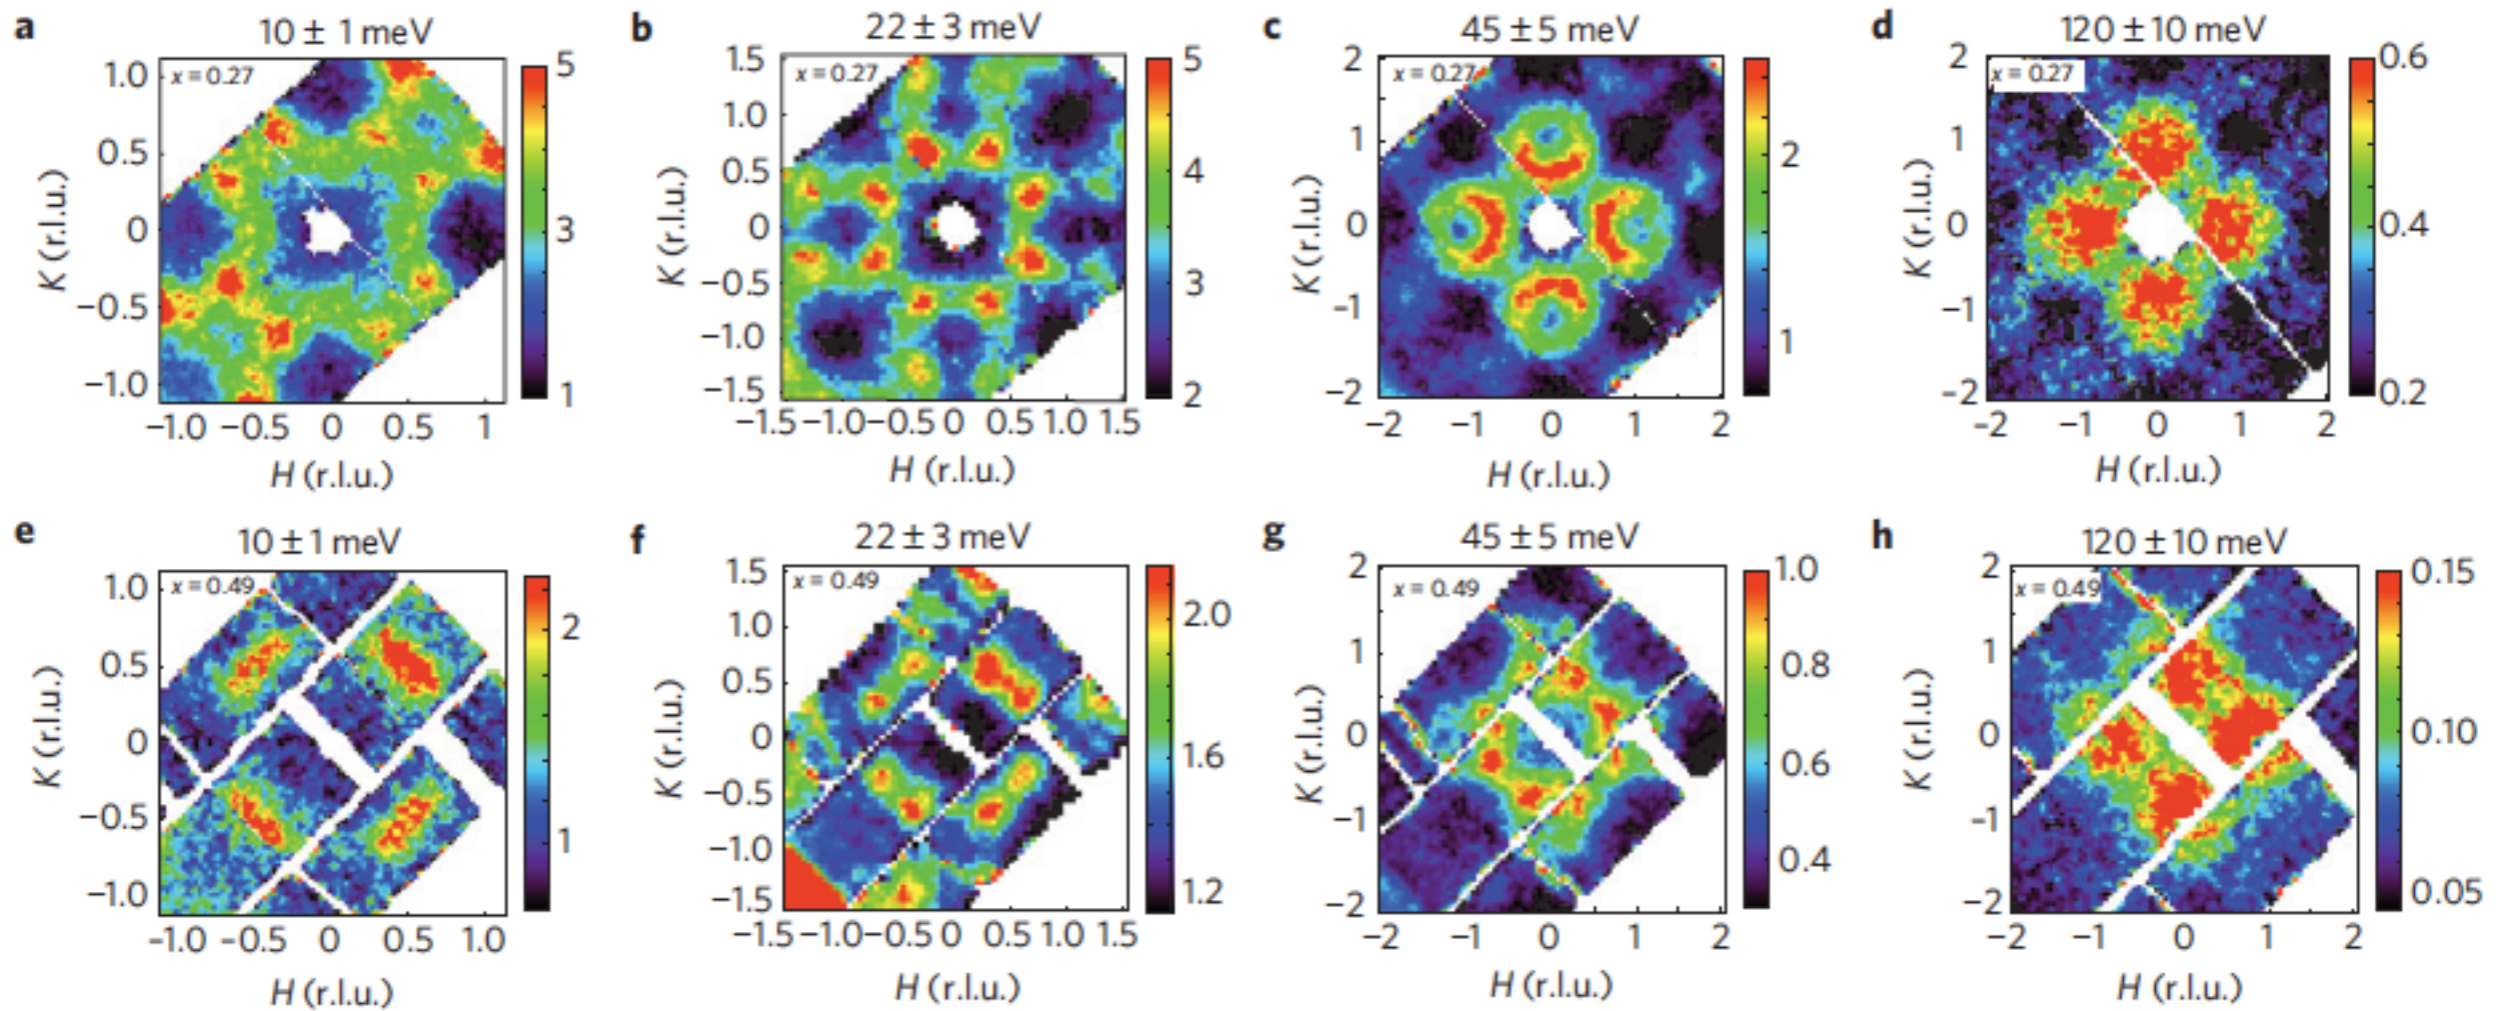 a 10 ± 1 meV
x = 0.27
1.0
0.5
0
−0.5
−1.0
K (r.l.u.)
−1.0 −0.5 0 0.5 1
H (r.l.u.)
5
3
1
b 22 ± 3 meV
x = 0.27
1.5
1.0
0.5
0
−0.5
−1.0
−1.5
K (r.l.u.)
−1.5 −1.0 −0.5 0 0.5 1.0 1.5
H (r.l.u.)
5
4
3
2
c 45 ± 5 meV
x = 0.27
2
1
0
−1
−2
K (r.l.u.)
−2 −1 0 1 2
H (r.l.u.)
2
1
d 120 ± 10 meV
x = 0.27
2
1
0
−1
−2
K (r.l.u.)
−2 −1 0 1 2
H (r.l.u.)
0.6
0.4
0.2
e 10 ± 1 meV
x = 0.49
1.0
0.5
0
−0.5
−1.0
K (r.l.u.)
−1.0 −0.5 0 0.5 1.0
H (r.l.u.)
2
1
f 22 ± 3 meV
x = 0.49
1.5
1.0
0.5
0
−0.5
−1.0
−1.5
K (r.l.u.)
−1.5 −1.0 −0.5 0 0.5 1.0 1.5
H (r.l.u.)
2.0
1.6
1.2
g 45 ± 5 meV
x = 0.49
2
1
0
−1
−2
K (r.l.u.)
−2 −1 0 1 2
H (r.l.u.)
1.0
0.8
0.6
0.4
h 120 ± 10 meV
x = 0.49
2
1
0
−1
−2
K (r.l.u.)
−2 −1 0 1 2
H (r.l.u.)
0.15
0.10
0.05